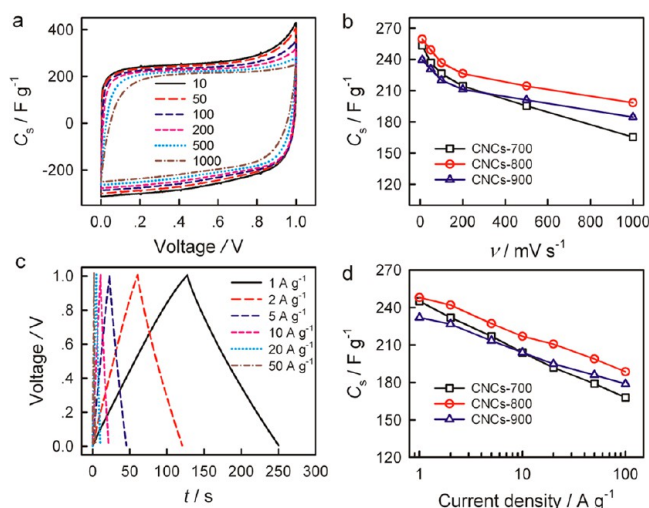 a
400
200
0
-200
Cs / F g-1
10
50
100
200
500
1000
0.0
.2
.4
.6
.8
1.0
Voltage / V
b
270
240
210
180
150
120
Cs / F g-1
CNCs-700
CNCs-800
CNCs-900
0
200
400
600
800
1000
ν / mV s-1
c
1.0
.8
.6
.4
.2
0.0
Voltage / V
1 A g-1
2 A g-1
5 A g-1
10 A g-1
20 A g-1
50 A g-1
0
50
100
150
200
250
300
t / s
d
270
240
210
180
150
Cs / F g-1
CNCs-700
CNCs-800
CNCs-900
1
10
100
Current density / A g-1